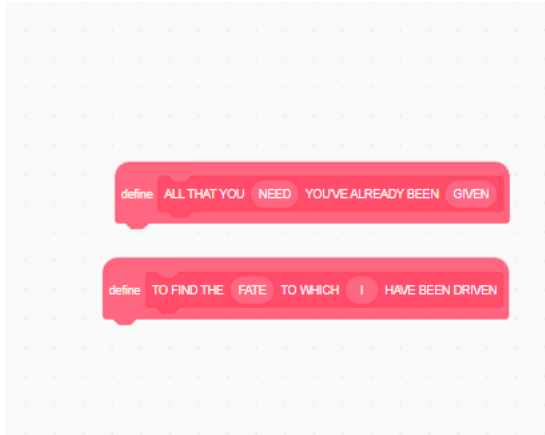 define ALL THAT YOU NEED YOU'VE ALREADY BEEN GIVEN
define TO FIND THE FATE TO WHICH I HAVE BEEN DRIVEN